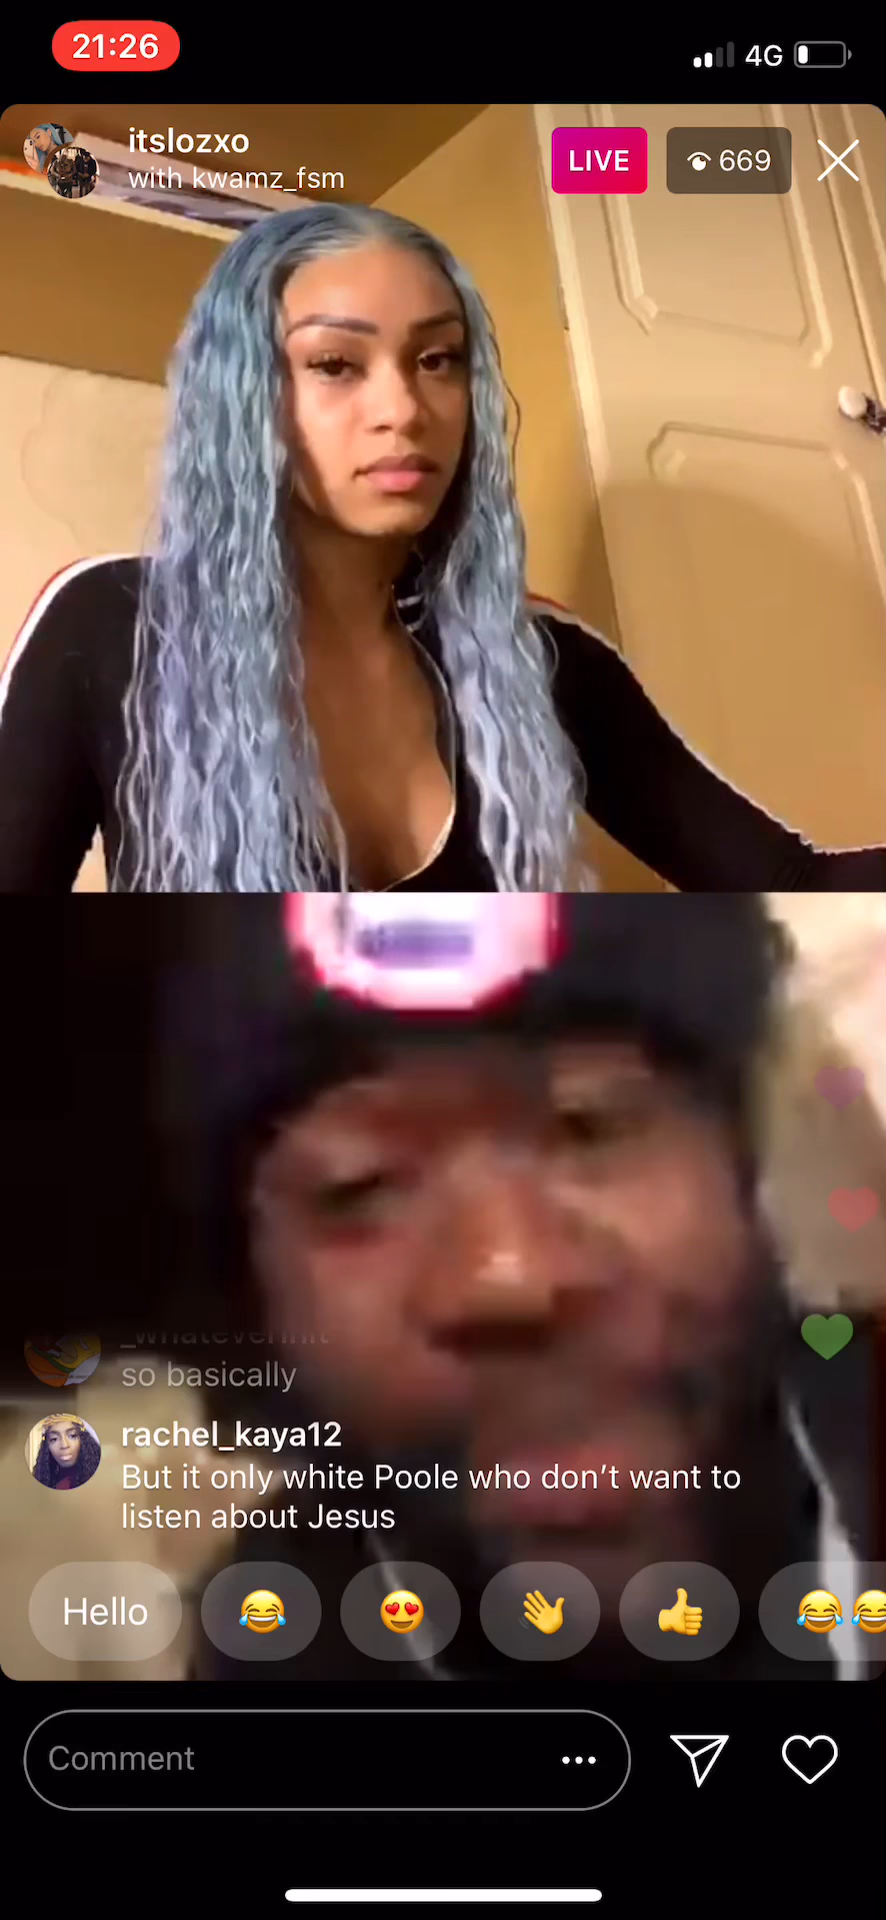 21:26
4G
itslozxo
with kwamz_fsm
LIVE
669
so basically
rachel_kaya12
But it only white Poole who don’t want to
listen about Jesus
Hello
Comment